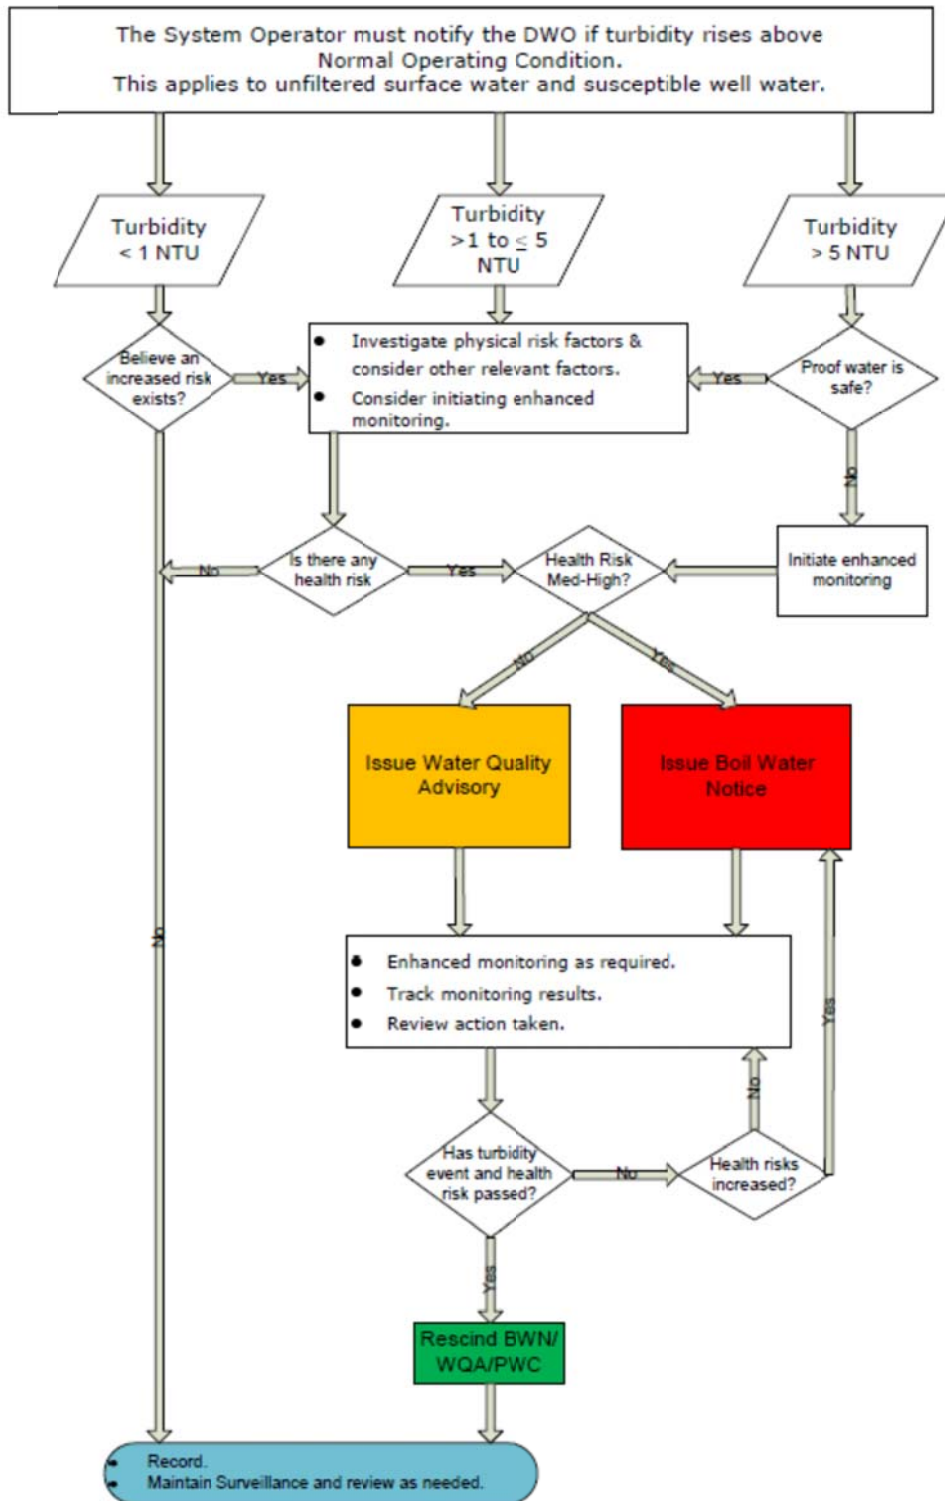 The System Operator must notify the DWO if turbidity rises above
Normal Operating Condition.
This applies to unfiltered surface water and susceptible well water.
Turbidity
< 1 NTU
Turbidity
>1 to ≤ 5
NTU
Turbidity
> 5 NTU
Believe an
increased risk
exists?
Yes
• Investigate physical risk factors &
consider other relevant factors.
• Consider initiating enhanced
monitoring.
Yes
Proof water is
safe?
No
No
Is there any
health risk
Yes
Health Risk
Med-High?
Initiate enhanced
monitoring
No
Yes
Issue Water Quality
Advisory
Issue Boil Water
Notice
No
• Enhanced monitoring as required.
• Track monitoring results.
• Review action taken.
Yes
No
Has turbidity
event and health
risk passed?
No
Health risks
increased?
Yes
Rescind BWN/
WQA/PWC
• Record.
• Maintain Surveillance and review as needed.